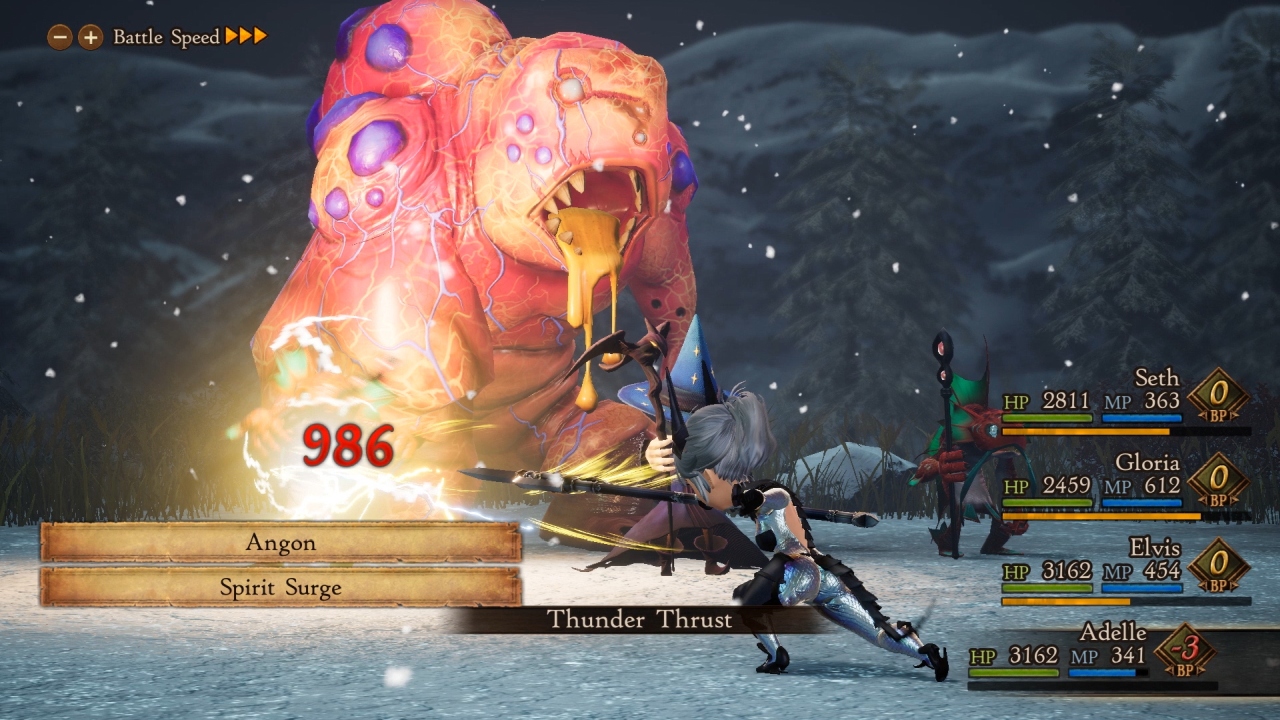 − + Battle Speed
986
Angon
Spirit Surge
Thunder Thrust
Seth
HP 2811 MP 363 0 BP
Gloria
HP 2459 MP 612 0 BP
Elvis
HP 3162 MP 454 0 BP
Adelle
HP 3162 MP 341 -3 BP